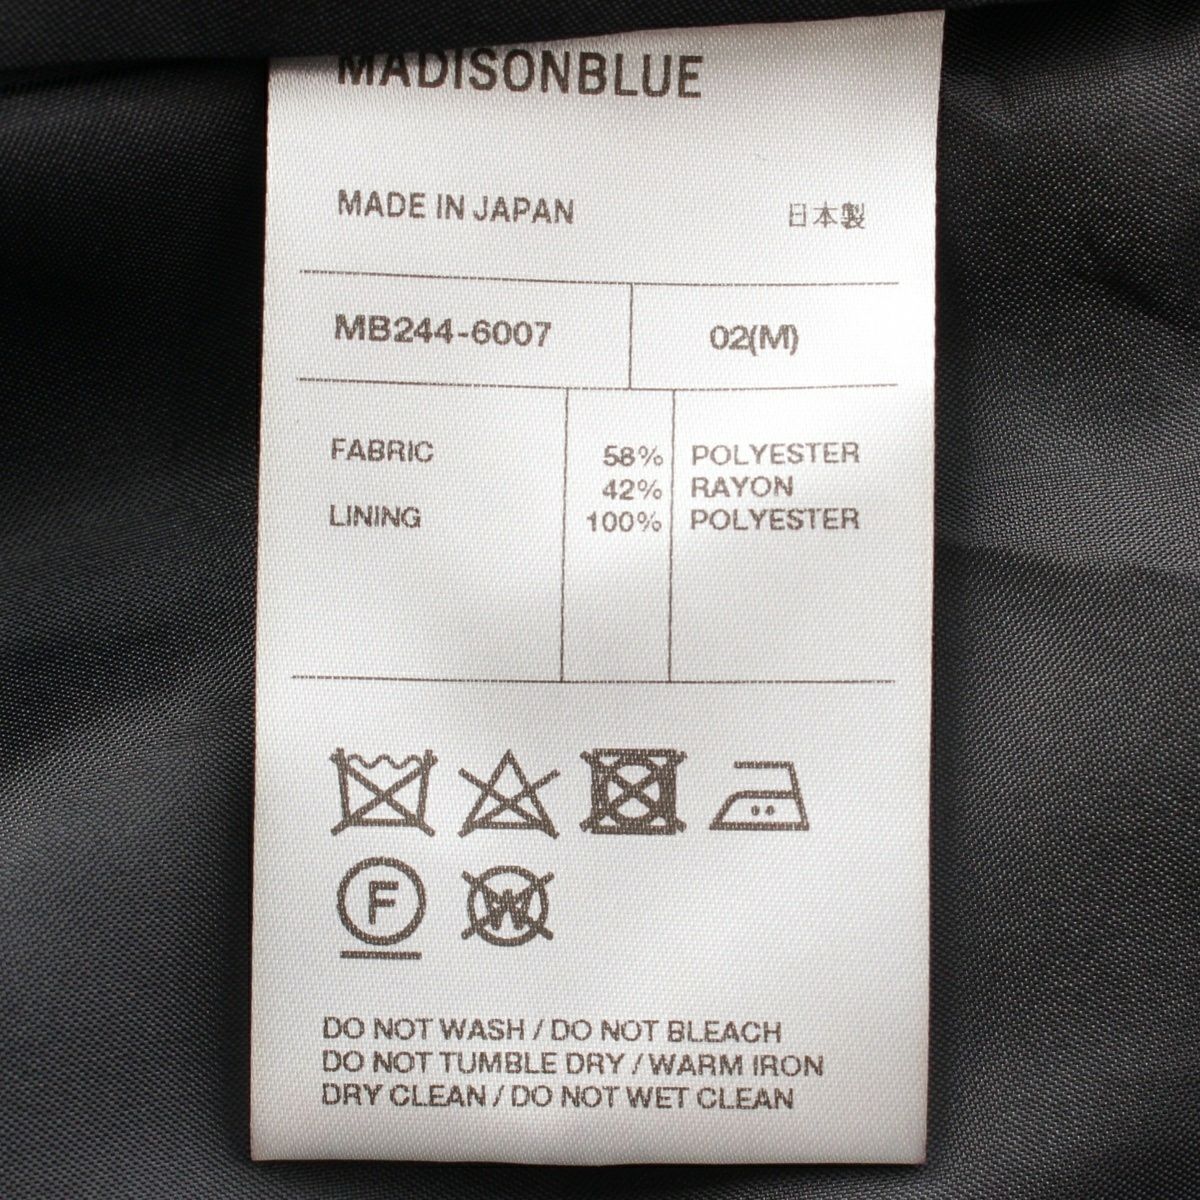 MADISONBLUE
MADE IN JAPAN 日本製
MB244-6007 02(M)
FABRIC 58% POLYESTER
42% RAYON
LINING 100% POLYESTER
F W
DO NOT WASH / DO NOT BLEACH
DO NOT TUMBLE DRY / WARM IRON
DRY CLEAN / DO NOT WET CLEAN